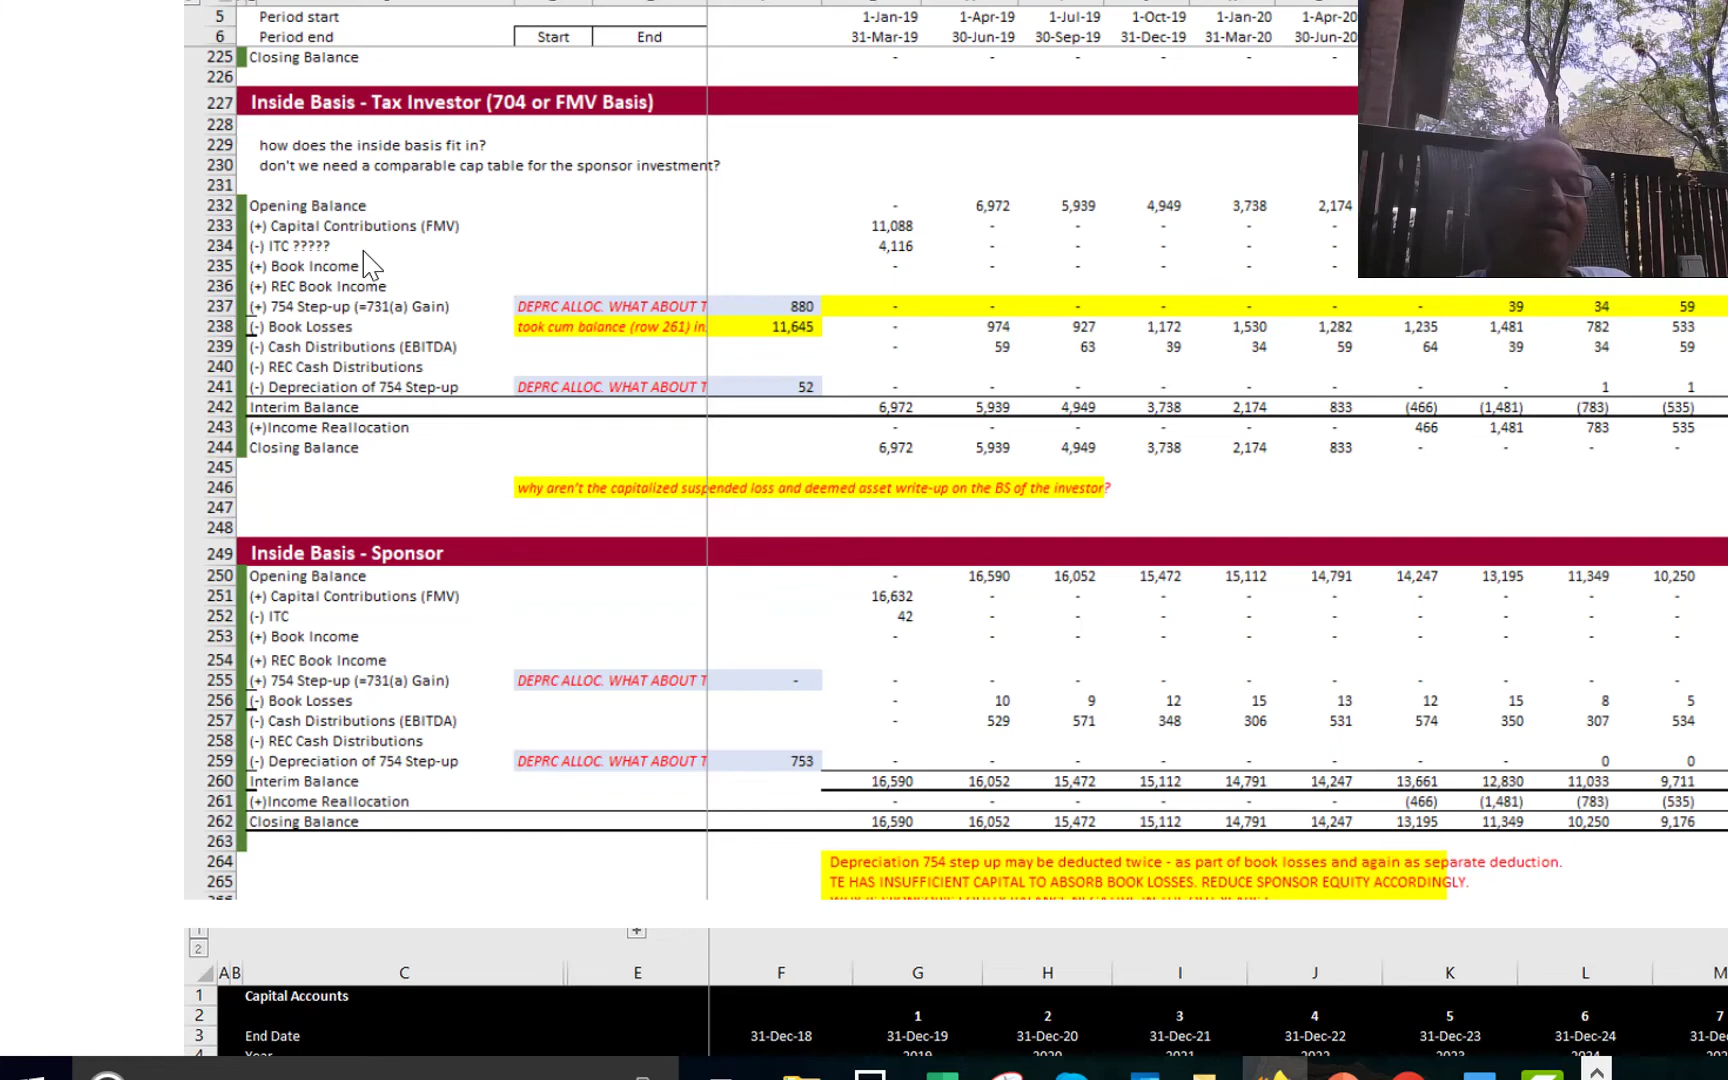 5 Period start 1-Jan-19 1-Apr-19 1-Jul-19 1-Oct-19 1-Jan-20 1-Apr-20
6 Period end Start End 31-Mar-19 30-Jun-19 30-Sep-19 31-Dec-19 31-Mar-20 30-Jun-20
225 Closing Balance - - - - - -
226
227 Inside Basis - Tax Investor (704 or FMV Basis)
228
229 how does the inside basis fit in?
230 don't we need a comparable cap table for the sponsor investment?
231
232 Opening Balance - 6,972 5,939 4,949 3,738 2,174
233 (+) Capital Contributions (FMV) 11,088 - - - - -
234 (-) ITC ????? 4,116 - - - - -
235 (+) Book Income - - - - - -
236 (+) REC Book Income
237 (+) 754 Step-up (=731(a) Gain) DEPRC ALLOC. WHAT ABOUT T 880 - - - - - - - 39 34 59
238 (-) Book Losses took cum balance (row 261) in 11,645 - 974 927 1,172 1,530 1,282 1,235 1,481 782 533
239 (-) Cash Distributions (EBITDA) - 59 63 39 34 59 64 39 34 59
240 (-) REC Cash Distributions
241 (-) Depreciation of 754 Step-up DEPRC ALLOC. WHAT ABOUT T 52 - - - - - - - - 1 1
242 Interim Balance 6,972 5,939 4,949 3,738 2,174 833 (466) (1,481) (783) (535)
243 (+)Income Reallocation - - - - - - 466 1,481 783 535
244 Closing Balance 6,972 5,939 4,949 3,738 2,174 833 - - - -
245
246 why aren't the capitalized suspended loss and deemed asset write-up on the BS of the investor?
247
248
249 Inside Basis - Sponsor
250 Opening Balance - 16,590 16,052 15,472 15,112 14,791 14,247 13,195 11,349 10,250
251 (+) Capital Contributions (FMV) 16,632 - - - - - - - - -
252 (-) ITC 42 - - - - - - - - -
253 (+) Book Income - - - - - - - - - -
254 (+) REC Book Income
255 (+) 754 Step-up (=731(a) Gain) DEPRC ALLOC. WHAT ABOUT T - - - - - - - - - - -
256 (-) Book Losses - 10 9 12 15 13 12 15 8 5
257 (-) Cash Distributions (EBITDA) - 529 571 348 306 531 574 350 307 534
258 (-) REC Cash Distributions
259 (-) Depreciation of 754 Step-up DEPRC ALLOC. WHAT ABOUT T 753 - - - - - - - - 0 0
260 Interim Balance 16,590 16,052 15,472 15,112 14,791 14,247 13,661 12,830 11,033 9,711
261 (+)Income Reallocation - - - - - - (466) (1,481) (783) (535)
262 Closing Balance 16,590 16,052 15,472 15,112 14,791 14,247 13,195 11,349 10,250 9,176
263
264 Depreciation 754 step up may be deducted twice - as part of book losses and again as separate deduction.
265 TE HAS INSUFFICIENT CAPITAL TO ABSORB BOOK LOSSES. REDUCE SPONSOR EQUITY ACCORDINGLY.
1
2
A B C E F G H I J K L M
1 Capital Accounts
2 1 2 3 4 5 6 7
3 End Date 31-Dec-18 31-Dec-19 31-Dec-20 31-Dec-21 31-Dec-22 31-Dec-23 31-Dec-24 31-De
4 Year